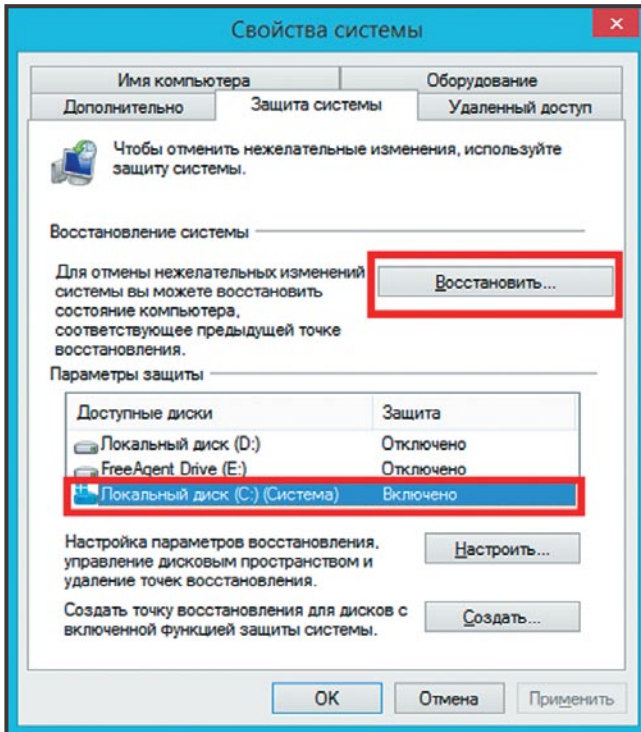 Свойства системы
Имя компьютера Оборудование
Дополнительно Защита системы Удаленный доступ
Чтобы отменить нежелательные изменения, используйте
защиту системы.
Восстановление системы
Для отмены нежелательных изменений
системы вы можете восстановить
состояние компьютера,
соответствующее предыдущей точке
восстановления.
Восстановить...
Параметры защиты
Доступные диски Защита
Локальный диск (D:) Отключено
FreeAgent Drive (E:) Отключено
Локальный диск (C:) (Система) Включено
Настройка параметров восстановления,
управление дисковым пространством и
удаление точек восстановления.
Настроить...
Создать точку восстановления для дисков с
включенной функцией защиты системы.
Создать...
OK Отмена Применить